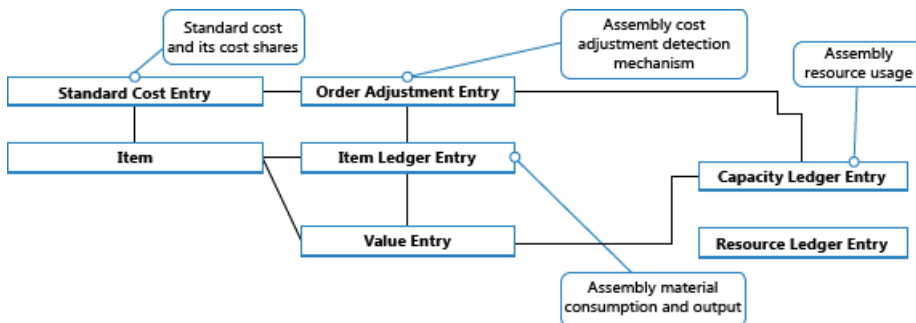 Standard cost
and its cost shares
Assembly cost
adjustment detection
mechanism
Assembly
resource usage
Standard Cost Entry
Order Adjustment Entry
Item
Item Ledger Entry
Capacity Ledger Entry
Value Entry
Resource Ledger Entry
Assembly material
consumption and output